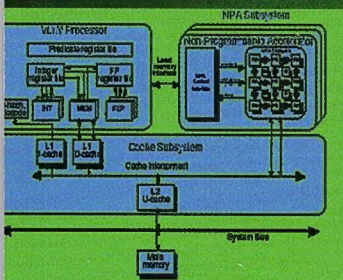 NPA Subsystem
VLIW Processor
Non-Programmable Accelerator
Predicate register file
Integer
register file
FP
register file
Local
memory
interface
INT
MEM
L1
I-cache
L1
D-cache
Cache Subsystem
Cache Interconnect
L2
U-cache
System Bus
Main
memory